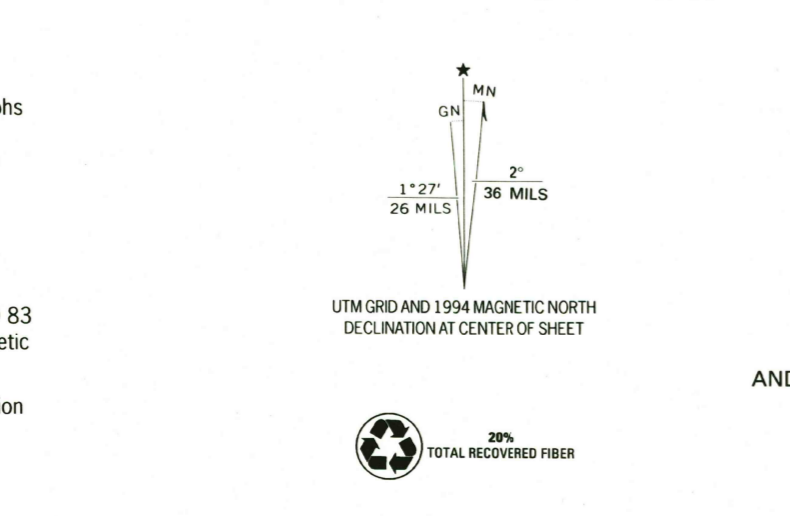 phs
83
etic
ion
★
MN
GN
1°27'
26 MILS
2°
36 MILS
UTM GRID AND 1994 MAGNETIC NORTH
DECLINATION AT CENTER OF SHEET
20%
TOTAL RECOVERED FIBER
AND